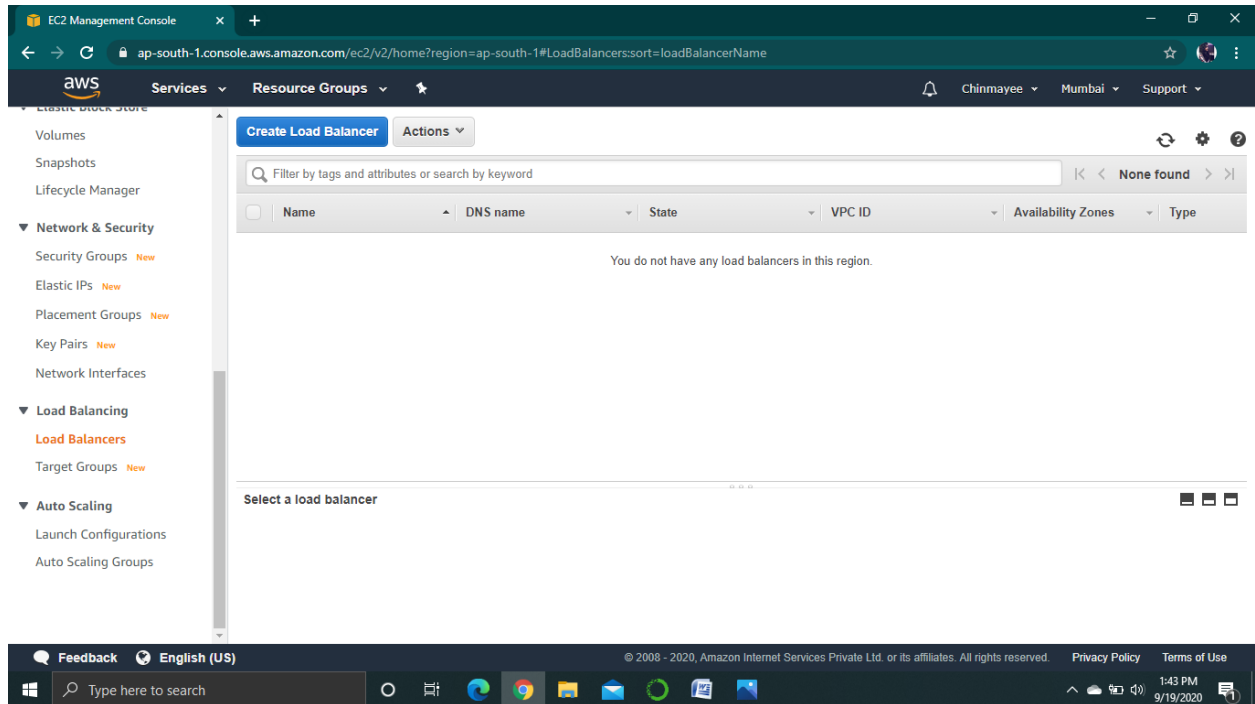 EC2 Management Console
ap-south-1.console.aws.amazon.com/ec2/v2/home?region=ap-south-1#LoadBalancers:sort=loadBalancerName
aws Services Resource Groups Chinmayee Mumbai Support
Elastic Block Store
Volumes
Snapshots
Lifecycle Manager
Network & Security
Security Groups New
Elastic IPs New
Placement Groups New
Key Pairs New
Network Interfaces
Load Balancing
Load Balancers
Target Groups New
Auto Scaling
Launch Configurations
Auto Scaling Groups
Create Load Balancer Actions
Filter by tags and attributes or search by keyword None found
Name DNS name State VPC ID Availability Zones Type
You do not have any load balancers in this region.
Select a load balancer
Feedback English (US) © 2008 - 2020, Amazon Internet Services Private Ltd. or its affiliates. All rights reserved. Privacy Policy Terms of Use
Type here to search
1:43 PM
9/19/2020
1